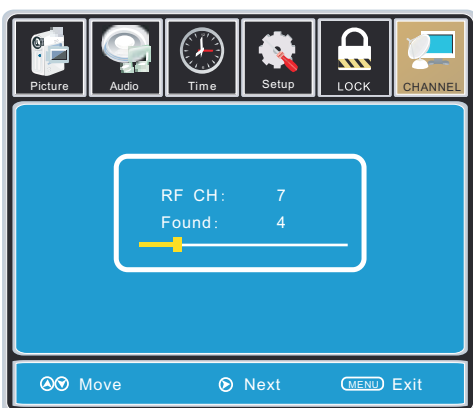 Picture Audio Time Setup LOCK CHANNEL
RF CH: 7
Found: 4
Move Next MENU Exit